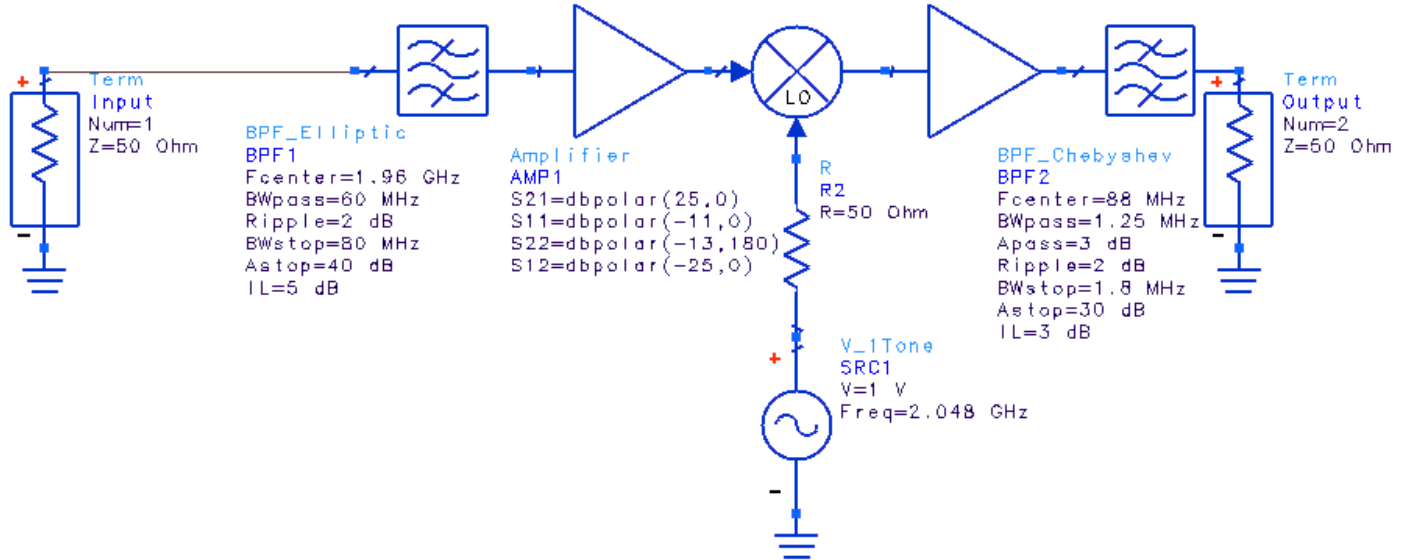 +
Term
Input
Num=1
Z=50 Ohm
-
BPF_Elliptic
BPF1
Fcenter=1.96 GHz
BWpass=60 MHz
Ripple=2 dB
BWstop=80 MHz
Astop=40 dB
IL=5 dB
Amplifier
AMP1
S21=dbpolar(25,0)
S11=dbpolar(-11,0)
S22=dbpolar(-13,180)
S12=dbpolar(-25,0)
LO
R
R2
R=50 Ohm
+
V_1Tone
SRC1
V=1 V
Freq=2.048 GHz
-
BPF_Chebyshev
BPF2
Fcenter=88 MHz
BWpass=1.25 MHz
Apass=3 dB
Ripple=2 dB
BWstop=1.8 MHz
Astop=30 dB
IL=3 dB
+
Term
Output
Num=2
Z=50 Ohm
-